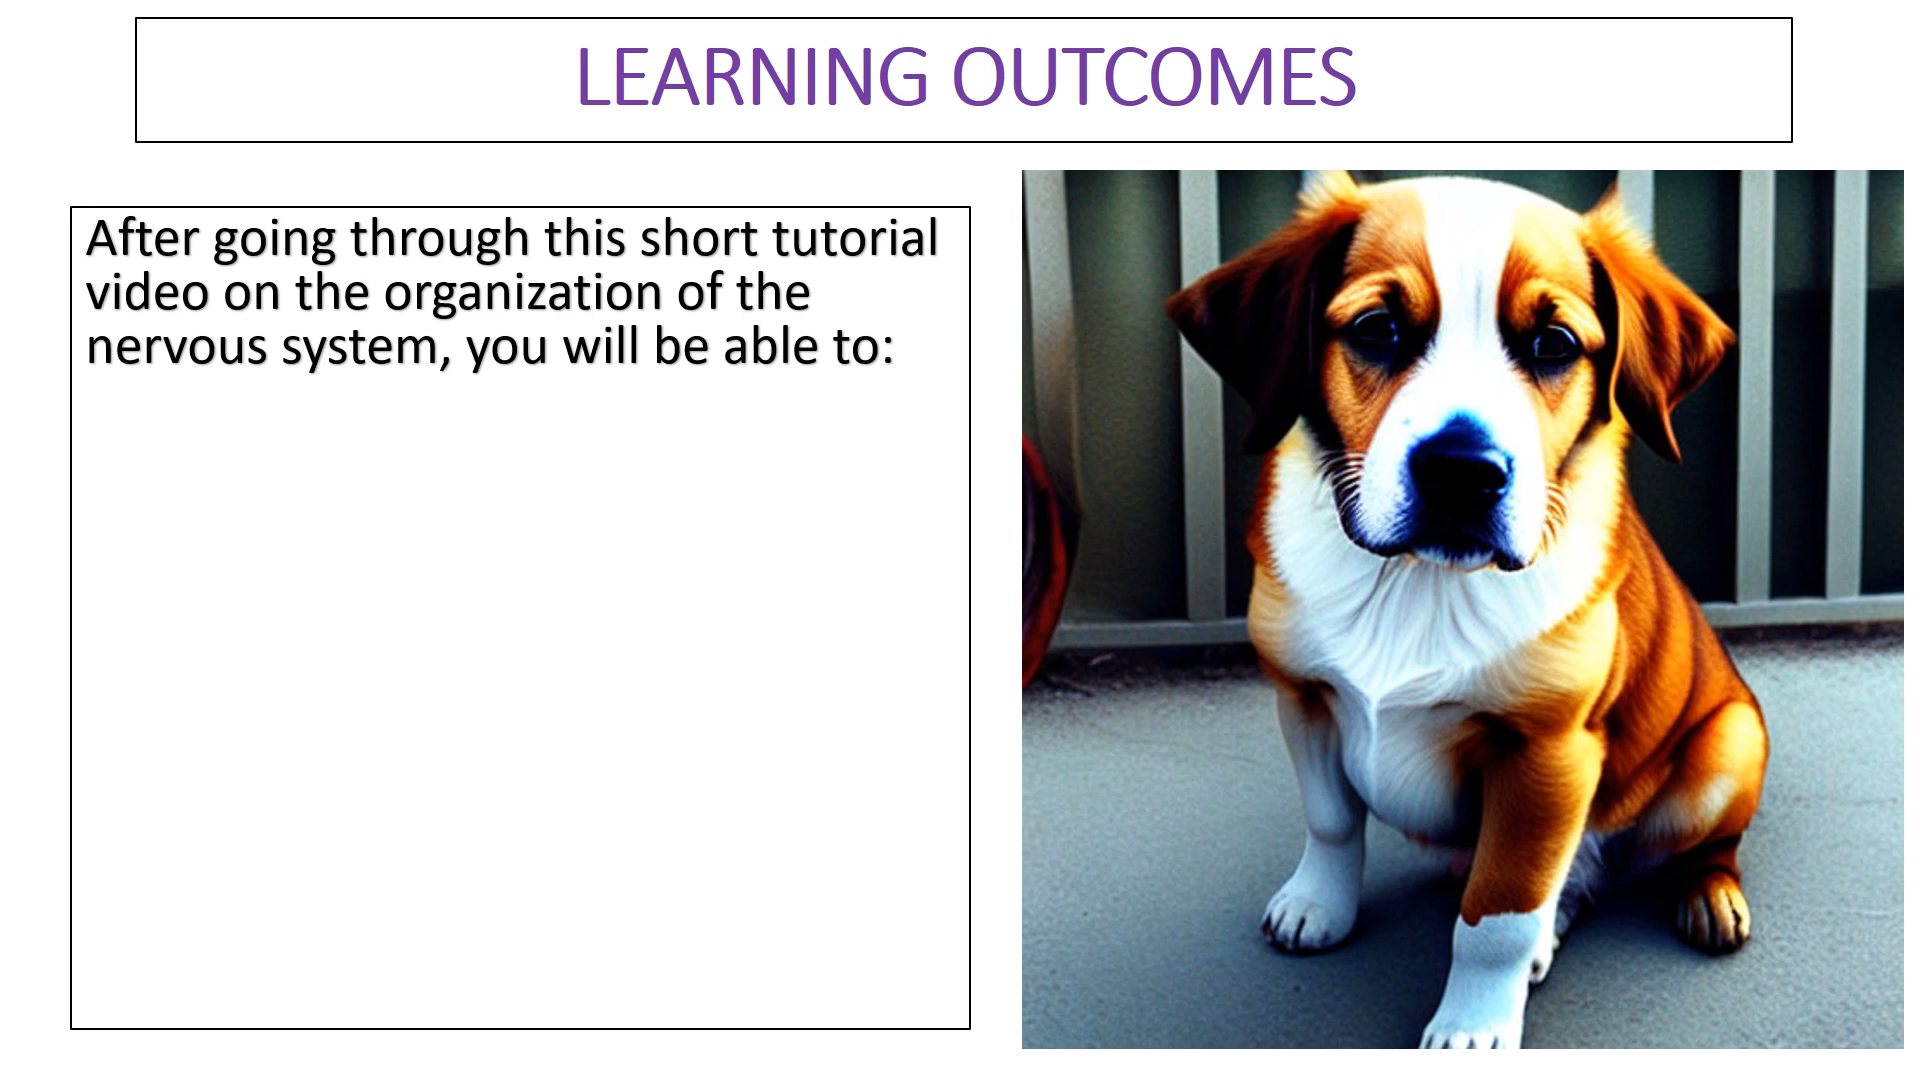 LEARNING OUTCOMES
After going through this short tutorial
video on the organization of the
nervous system, you will be able to: